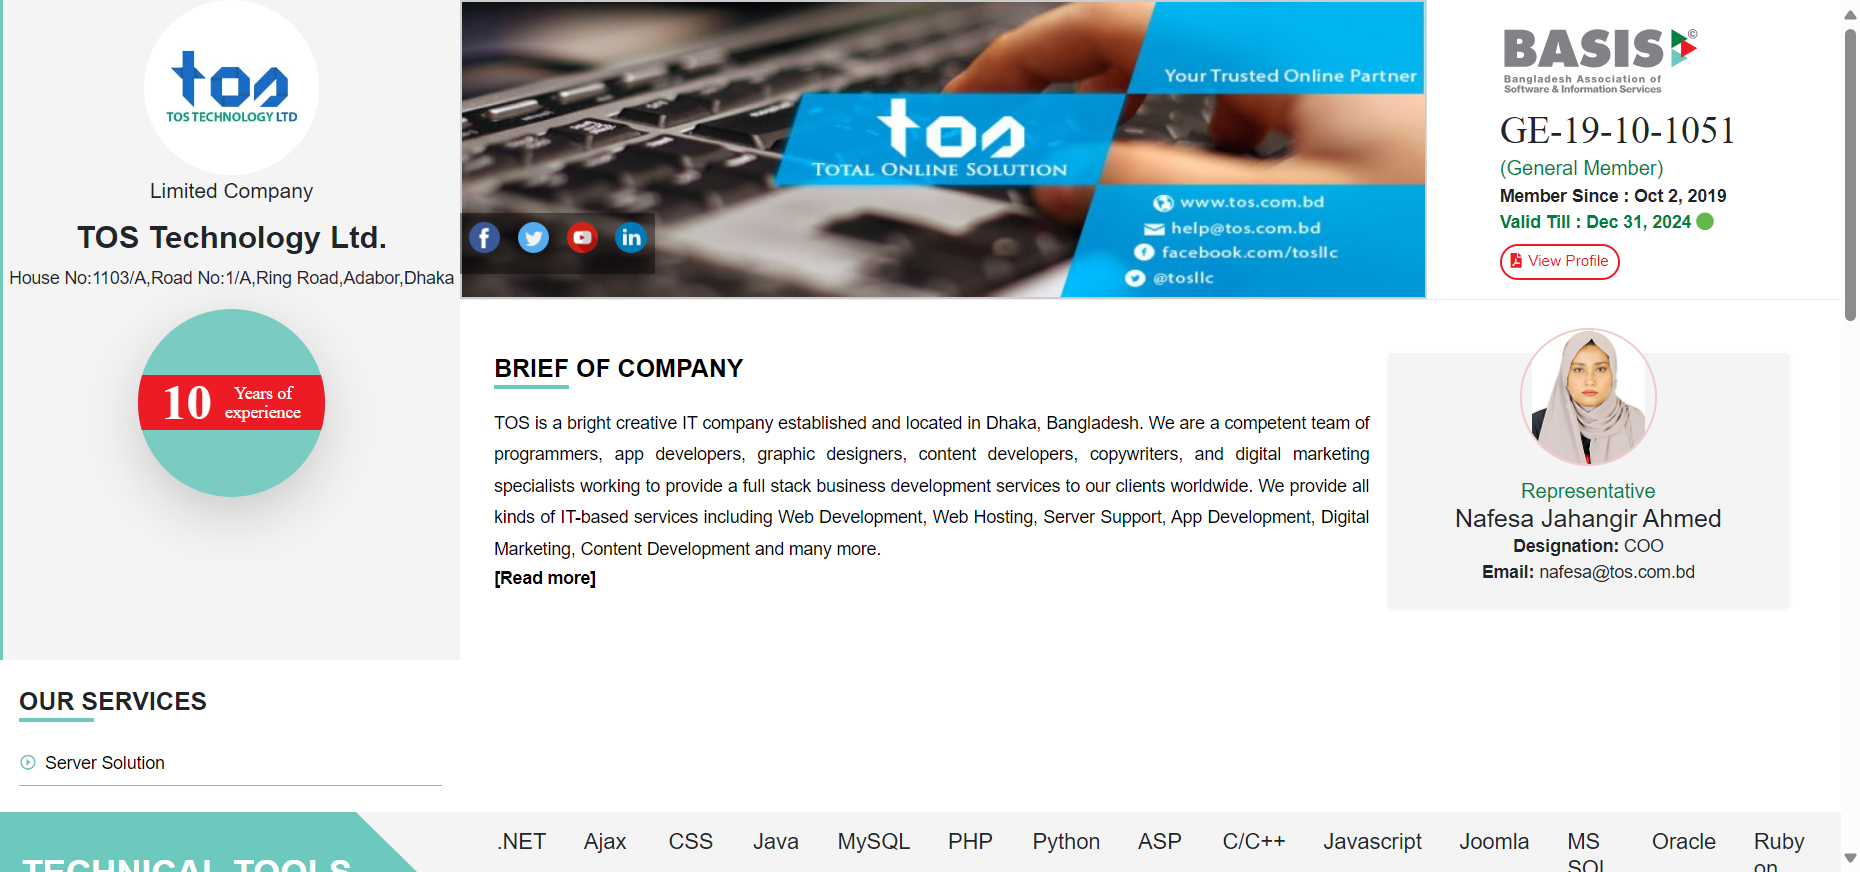 tos
TOS TECHNOLOGY LTD
Limited Company
TOS Technology Ltd.
House No:1103/A,Road No:1/A,Ring Road,Adabor,Dhaka
10 Years of
experience
Your Trusted Online Partner
tos
TOTAL ONLINE SOLUTION
www.tos.com.bd
help@tos.com.bd
facebook.com/tosllc
@tosllc
BASIS ©
Bangladesh Association of
Software & Information Services
GE-19-10-1051
(General Member)
Member Since : Oct 2, 2019
Valid Till : Dec 31, 2024
View Profile
BRIEF OF COMPANY
TOS is a bright creative IT company established and located in Dhaka, Bangladesh. We are a competent team of
programmers, app developers, graphic designers, content developers, copywriters, and digital marketing
specialists working to provide a full stack business development services to our clients worldwide. We provide all
kinds of IT-based services including Web Development, Web Hosting, Server Support, App Development, Digital
Marketing, Content Development and many more.
[Read more]
Representative
Nafesa Jahangir Ahmed
Designation: COO
Email: nafesa@tos.com.bd
OUR SERVICES
Server Solution
TECHNICAL TOOLS
.NET Ajax CSS Java MySQL PHP Python ASP C/C++ Javascript Joomla MS Oracle Ruby
SQL on